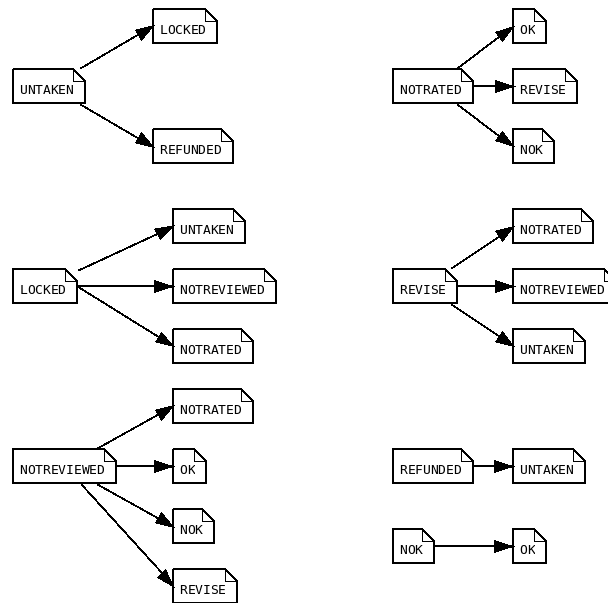 LOCKED
UNTAKEN
REFUNDED
OK
NOTRATED
REVISE
NOK
UNTAKEN
LOCKED
NOTREVIEWED
NOTRATED
NOTRATED
REVISE
NOTREVIEWED
UNTAKEN
NOTRATED
NOTREVIEWED
OK
NOK
REVISE
REFUNDED
UNTAKEN
NOK
OK